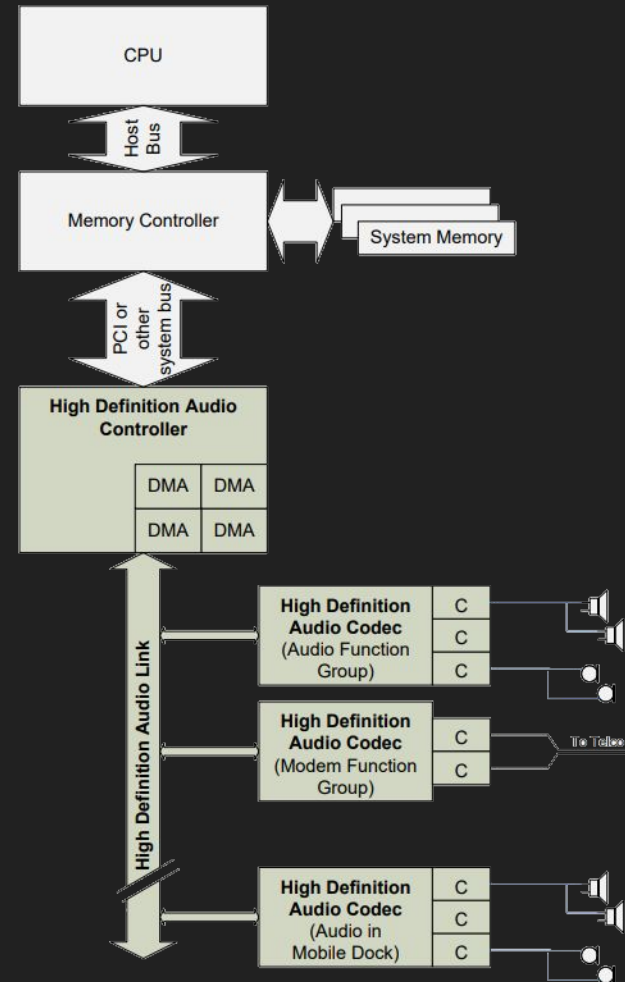 CPU
Host
Bus
Memory Controller
System Memory
PCI or
other
system bus
High Definition Audio
Controller
DMA DMA
DMA DMA
High Definition Audio Link
High Definition
Audio Codec
(Audio Function
Group)
C
C
C
High Definition
Audio Codec
(Modem Function
Group)
C
C
To Telco
High Definition
Audio Codec
(Audio in
Mobile Dock)
C
C
C